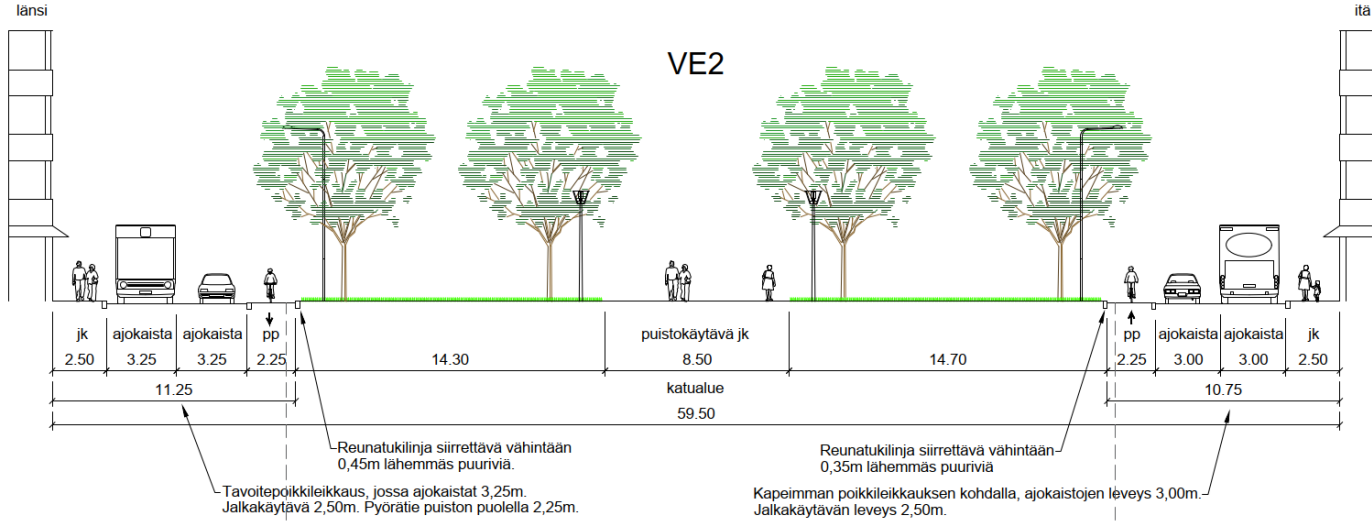 länsi
itä
VE2
jk ajokaista ajokaista pp puistokäytävä jk pp ajokaista ajokaista jk
2.50 3.25 3.25 2.25 14.30 8.50 14.70 2.25 3.00 3.00 2.50
11.25 katualue 10.75
59.50
Reunatukilinja siirrettävä vähintään
0,45m lähemmäs puuriviä.
Tavoitepoikkileikkaus, jossa ajokaistat 3,25m.
Jalkakäytävä 2,50m. Pyörätie puiston puolella 2,25m.
Reunatukilinja siirrettävä vähintään
0,35m lähemmäs puuriviä
Kapeimman poikkileikkauksen kohdalla, ajokaistojen leveys 3,00m.
Jalkakäytävän leveys 2,50m.